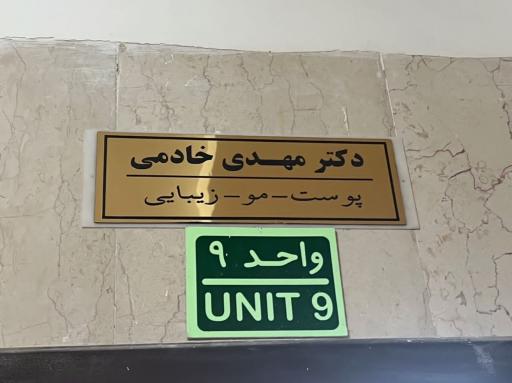 دکتر مهدی خادمی
پوست - مو - زیبایی
واحد ۹
UNIT 9